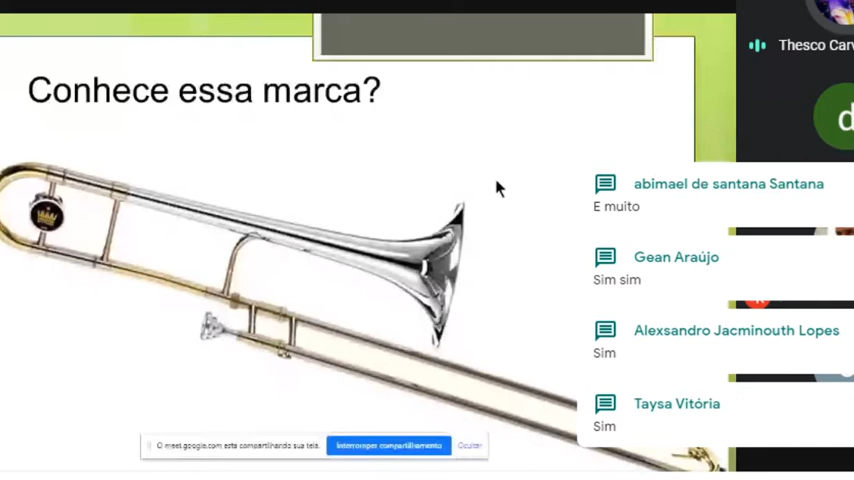 Conhece essa marca?
Thesco Carv
d
abimael de santana Santana
E muito
Gean Araújo
Sim sim
Alexsandro Jacminouth Lopes
Sim
Taysa Vitória
Sim
O meet.google.com esta compartilhando sua tela.
Interromper compartilhamento
Ocultar